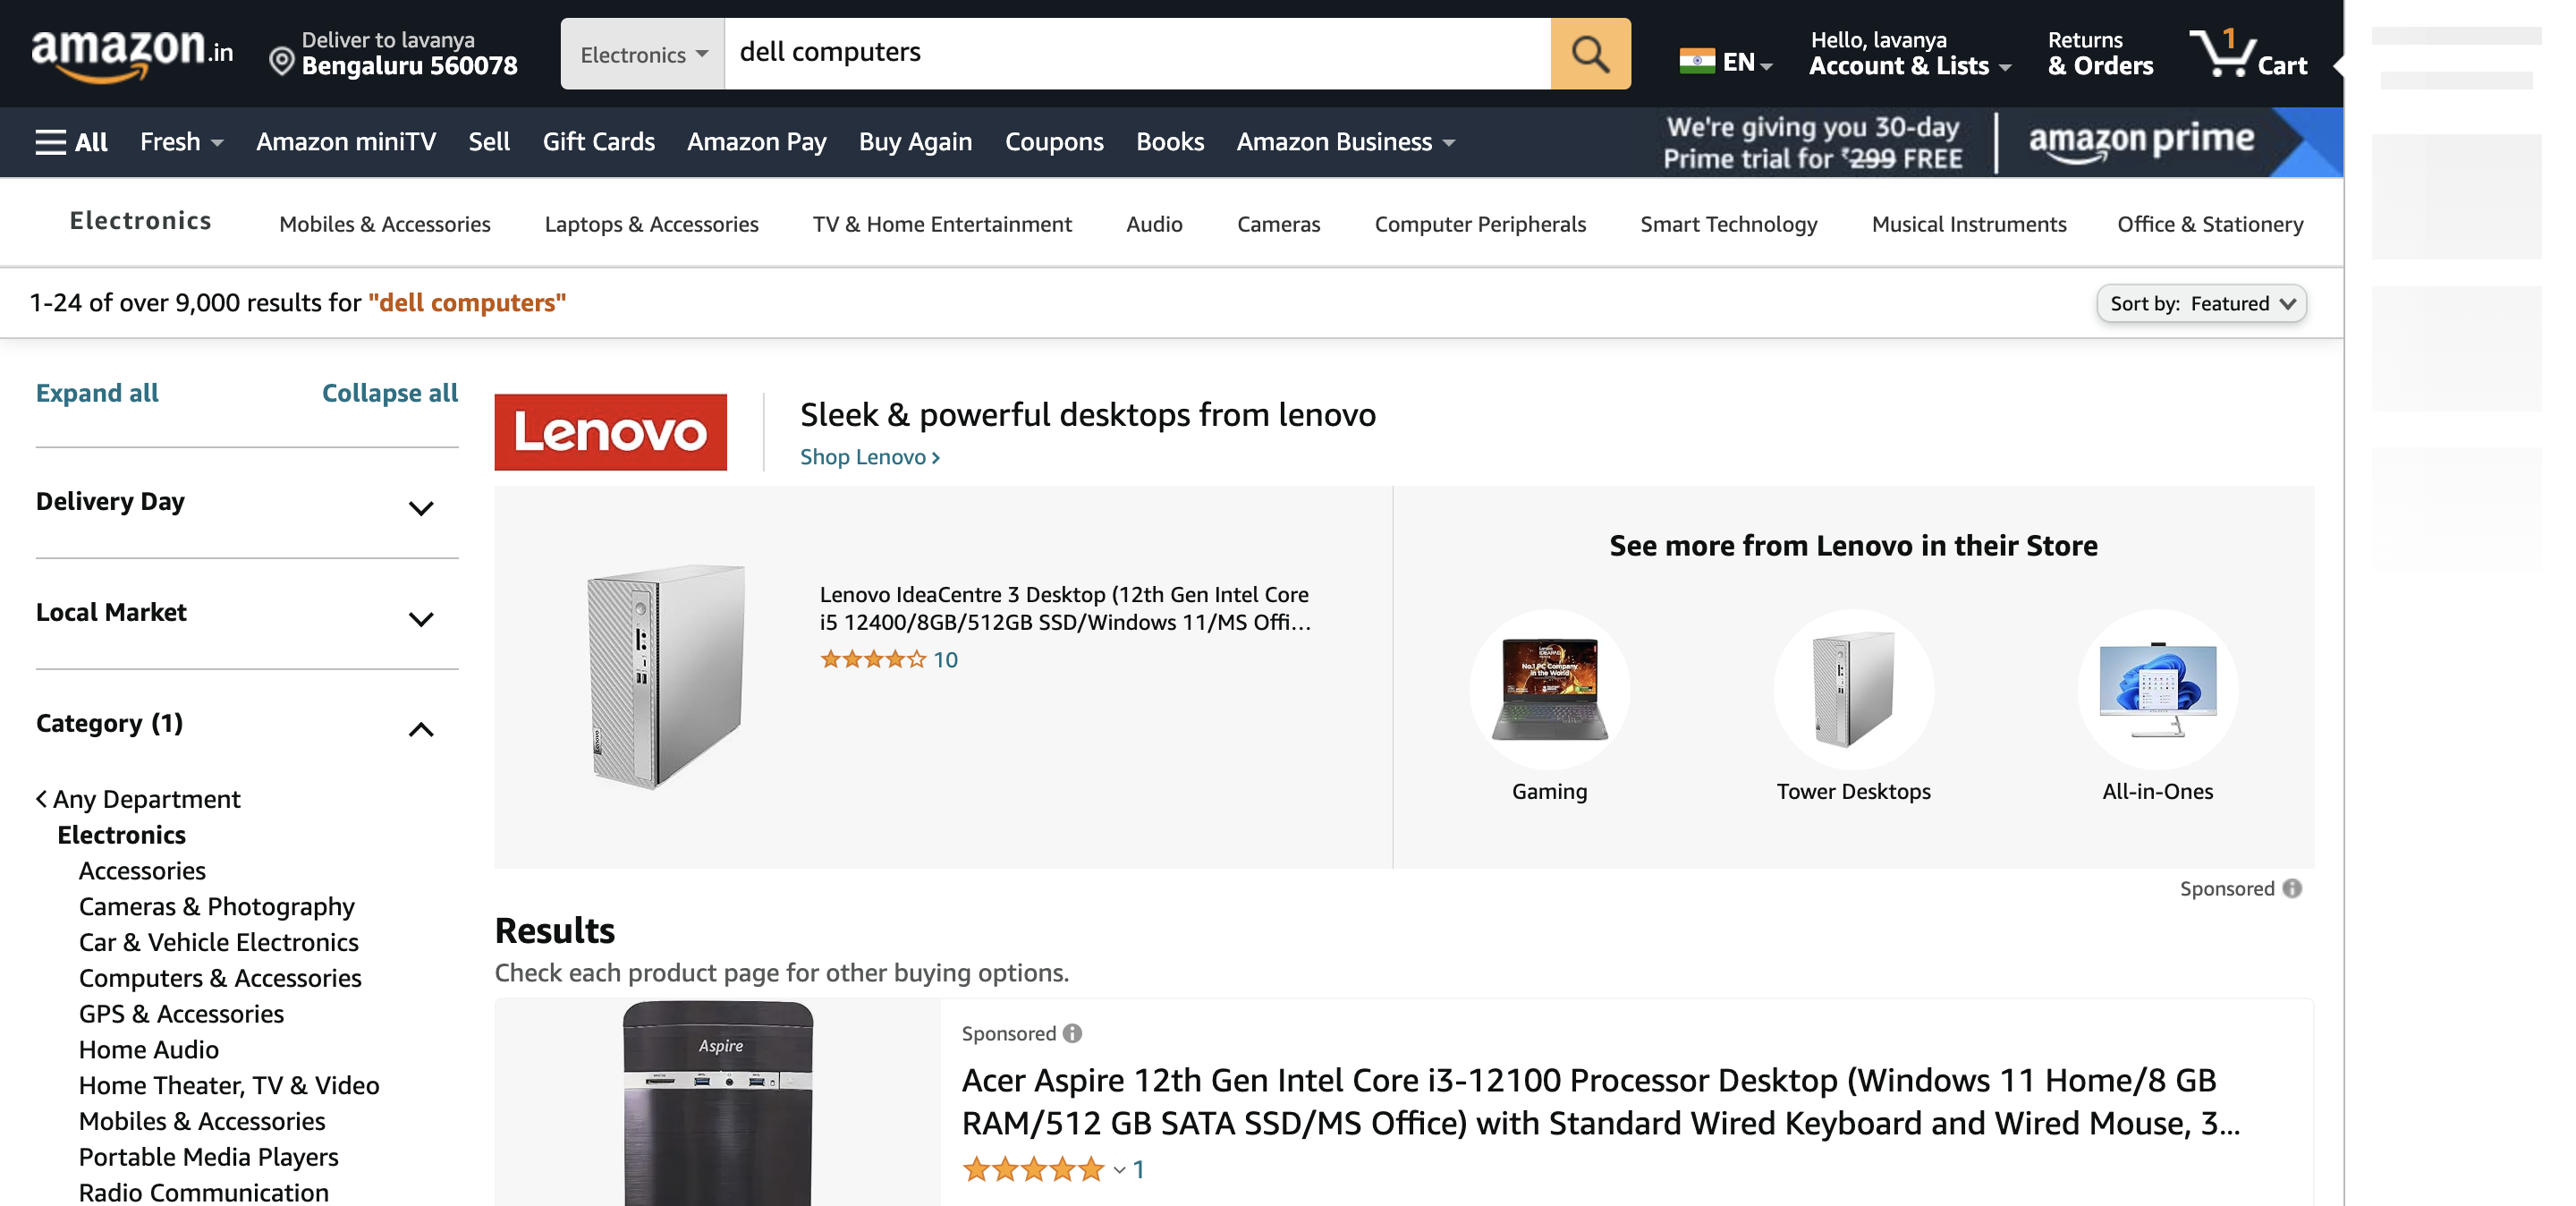 amazon.in
Deliver to lavanya
Bengaluru 560078
Electronics
dell computers
EN
Hello, lavanya
Account & Lists
Returns
& Orders
1
Cart
All
Fresh
Amazon miniTV
Sell
Gift Cards
Amazon Pay
Buy Again
Coupons
Books
Amazon Business
We're giving you 30-day
Prime trial for ₹299 FREE
amazon prime
Electronics
Mobiles & Accessories
Laptops & Accessories
TV & Home Entertainment
Audio
Cameras
Computer Peripherals
Smart Technology
Musical Instruments
Office & Stationery
1-24 of over 9,000 results for "dell computers"
Sort by: Featured
Expand all
Collapse all
Delivery Day
Local Market
Category (1)
Any Department
Electronics
Accessories
Cameras & Photography
Car & Vehicle Electronics
Computers & Accessories
GPS & Accessories
Home Audio
Home Theater, TV & Video
Mobiles & Accessories
Portable Media Players
Radio Communication
Lenovo
Sleek & powerful desktops from lenovo
Shop Lenovo ›
Lenovo IdeaCentre 3 Desktop (12th Gen Intel Core
i5 12400/8GB/512GB SSD/Windows 11/MS Offi…
10
Lenovo
See more from Lenovo in their Store
No.1 PC Company
in the World
Gaming
Tower Desktops
All-in-Ones
Sponsored
Results
Check each product page for other buying options.
Aspire
Sponsored
Acer Aspire 12th Gen Intel Core i3-12100 Processor Desktop (Windows 11 Home/8 GB
RAM/512 GB SATA SSD/MS Office) with Standard Wired Keyboard and Wired Mouse, 3…
1